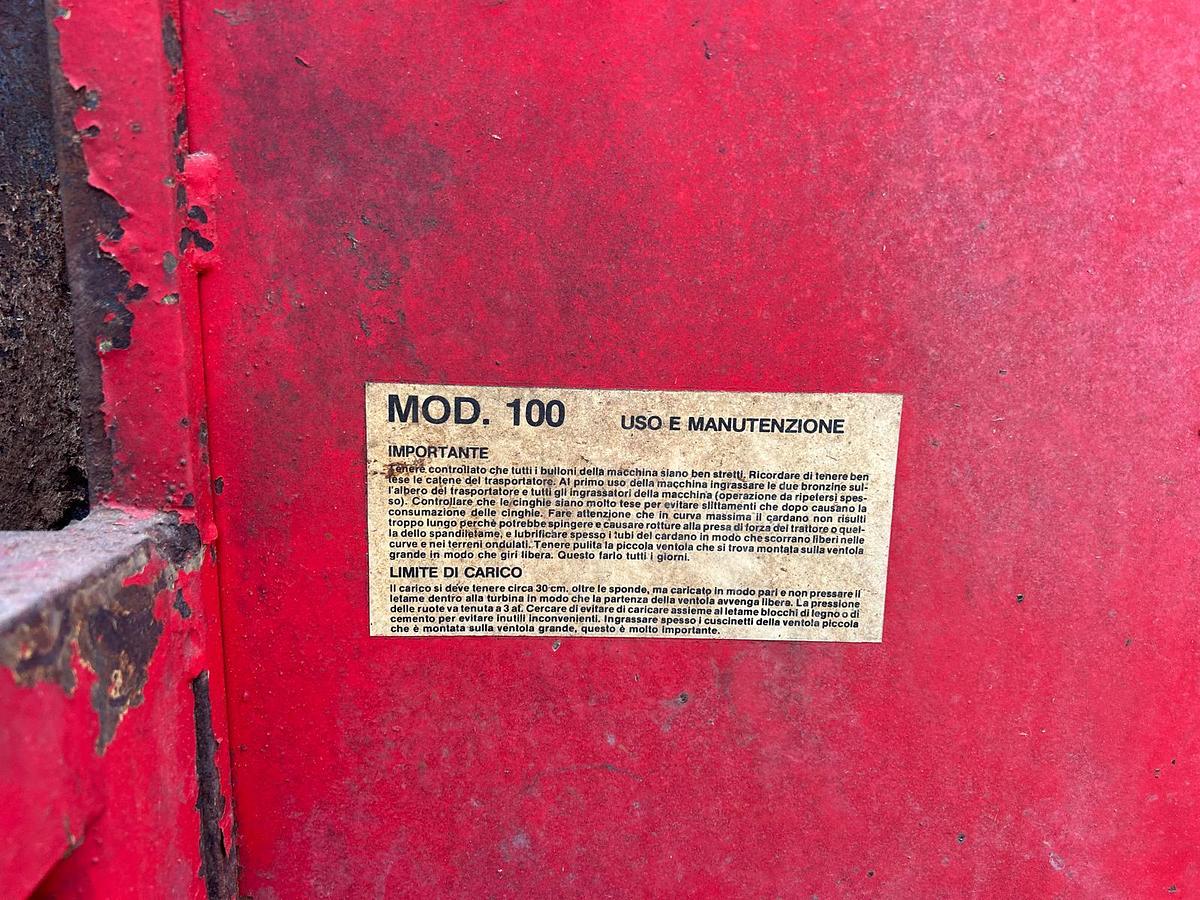 MOD. 100 USO E MANUTENZIONE
IMPORTANTE
Tenere controllato che tutti i bulloni della macchina siano ben stretti. Ricordare di tenere ben
tese le catene del trasportatore. Al primo uso della macchina ingrassare le due bronzine sul-
l'albero del trasportatore e tutti gli ingrassatori della macchina (operazione da ripetersi spes-
so). Controllare che le cinghie siano molto tese per evitare slittamenti che dopo causano la
consumazione delle cinghie. Fare attenzione che in curva massima il cardano non risulti
troppo lungo perchè potrebbe spingere e causare rotture alla presa di forza del trattore o quel-
la dello spandiletame, e lubrificare spesso i tubi del cardano in modo che scorrano liberi nelle
curve e nei terreni ondulati. Tenere pulita la piccola ventola che si trova montata sulla ventola
grande in modo che giri libera. Questo farlo tutti i giorni.
LIMITE DI CARICO
Il carico si deve tenere circa 30 cm. oltre le sponde, ma caricato in modo pari e non pressare il
letame dentro alla turbina in modo che la partenza della ventola avvenga libera. La pressione
delle ruote va tenuta a 3 at. Cercare di evitare di caricare assieme al letame blocchi di legno o di
cemento per evitare inutili inconvenienti. Ingrassare spesso i cuscinetti della ventola piccola
che è montata sulla ventola grande, questo è molto importante.